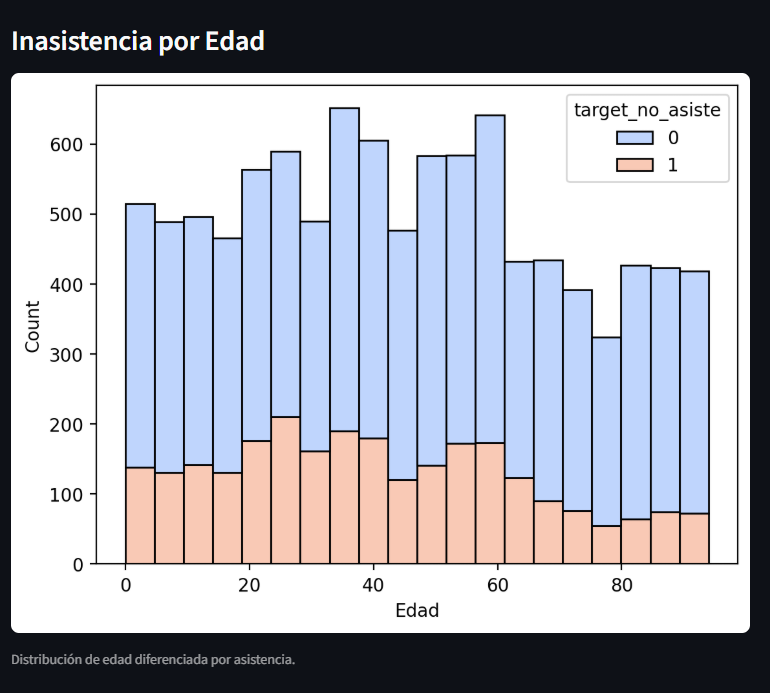 Inasistencia por Edad
target_no_asiste
0
1
600
500
400
300
200
100
0
Count
0 20 40 60 80
Edad
Distribución de edad diferenciada por asistencia.